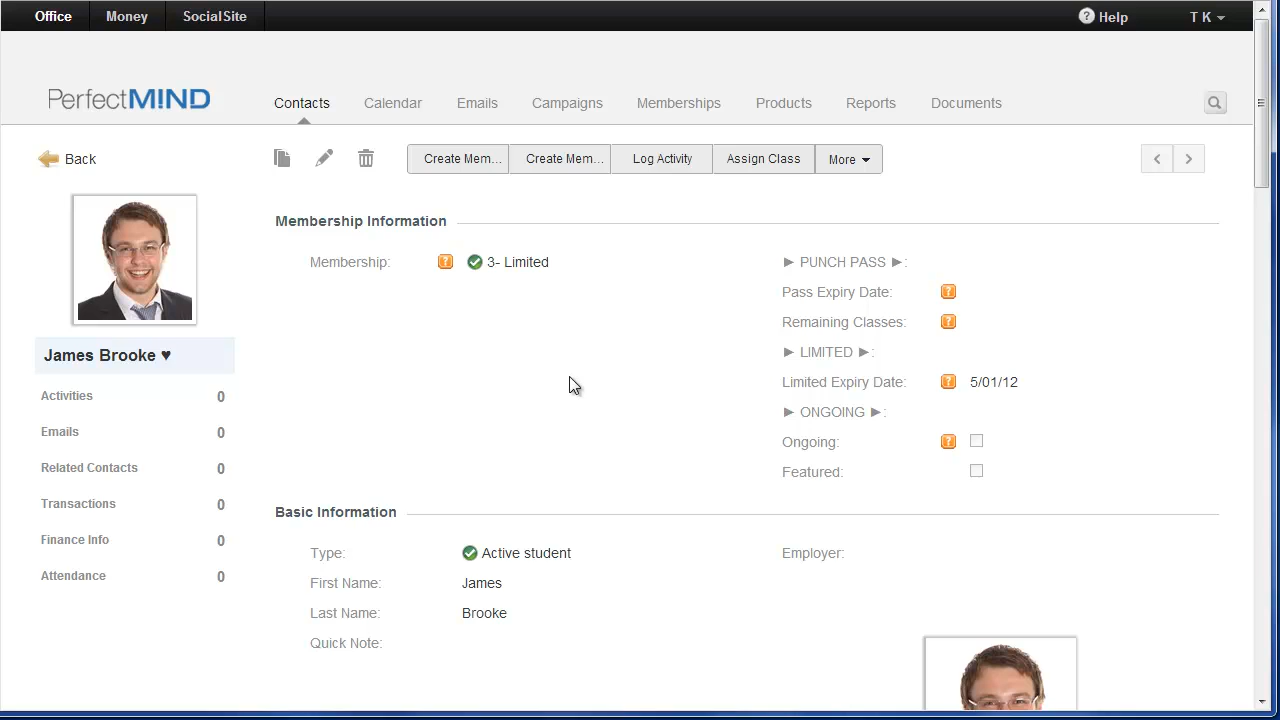 Office Money SocialSite Help T K
PerfectMIND Contacts Calendar Emails Campaigns Memberships Products Reports Documents
Back Create Mem... Create Mem... Log Activity Assign Class More
Membership Information
Membership: 3- Limited
► PUNCH PASS ►:
Pass Expiry Date:
Remaining Classes:
► LIMITED ►:
Limited Expiry Date: 5/01/12
► ONGOING ►:
Ongoing:
Featured:
James Brooke ♥
Activities 0
Emails 0
Related Contacts 0
Transactions 0
Finance Info 0
Attendance 0
Basic Information
Type: Active student Employer:
First Name: James
Last Name: Brooke
Quick Note: